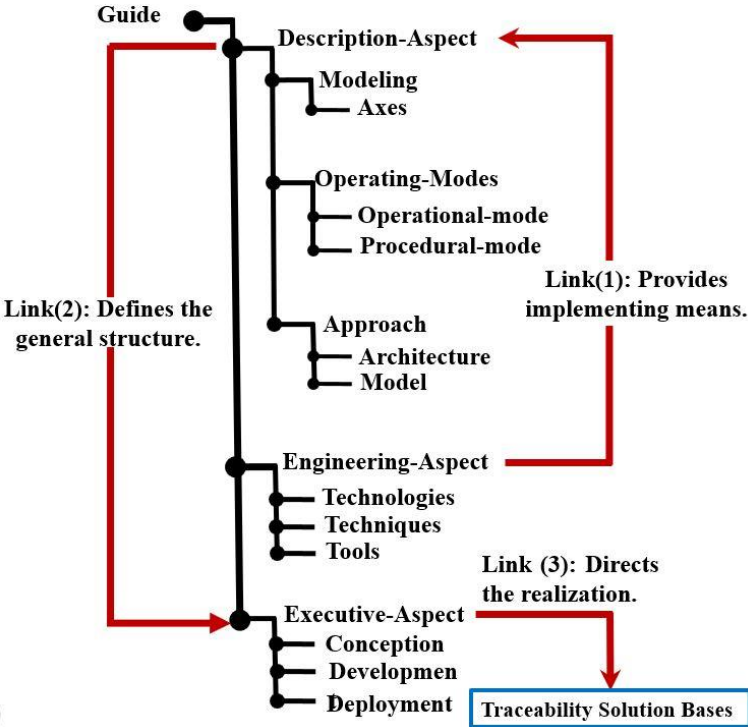 Guide
Description-Aspect
Modeling
Axes
Operating-Modes
Operational-mode
Procedural-mode
Link(1): Provides
implementing means.
Link(2): Defines the
general structure.
Approach
Architecture
Model
Engineering-Aspect
Technologies
Techniques
Tools
Link (3): Directs
the realization.
Executive-Aspect
Conception
Developmen
Deployment
Traceability Solution Bases